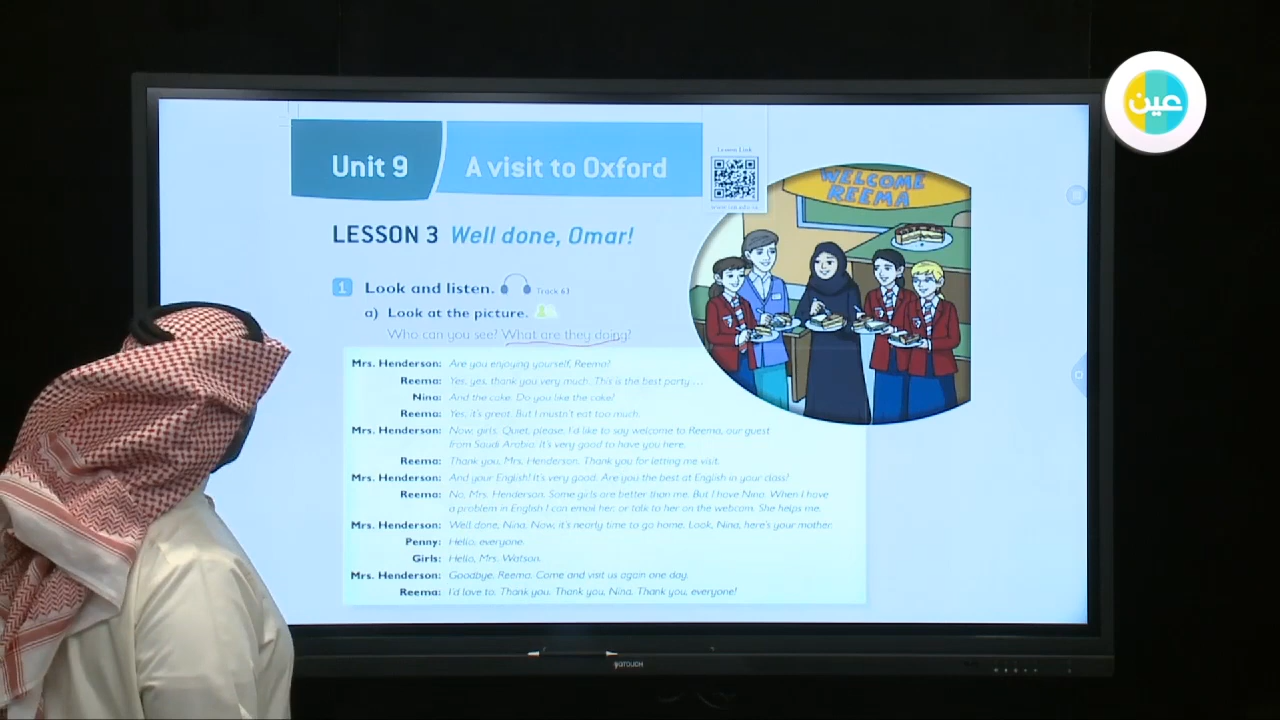 عين
Unit 9
A visit to Oxford
Lesson Link
WELCOME
REEMA
LESSON 3 Well done, Omar!
1 Look and listen. Track 61
a) Look at the picture.
Who can you see? What are they doing?
Mrs. Henderson: Are you enjoying yourself, Reema?
Reema: Yes, yes, thank you very much. This is the best party ...
Nina: And the cake. Do you like the cake?
Reema: Yes, it's great. But I mustn't eat too much.
Mrs. Henderson: Now, girls. Quiet, please. I'd like to say welcome to Reema, our guest
from Saudi Arabia. It's very good to have you here.
Reema: Thank you, Mrs. Henderson. Thank you for letting me visit.
Mrs. Henderson: And your English! It's very good. Are you the best at English in your class?
Reema: No, Mrs. Henderson. Some girls are better than me. But I have Nina. When I have
a problem in English I can email her, or talk to her on the webcam. She helps me.
Mrs. Henderson: Well done, Nina. Now, it's nearly time to go home. Look, Nina, here's your mother.
Penny: Hello, everyone.
Girls: Hello, Mrs. Watson.
Mrs. Henderson: Goodbye, Reema. Come and visit us again one day.
Reema: I'd love to. Thank you. Thank you, Nina. Thank you, everyone!